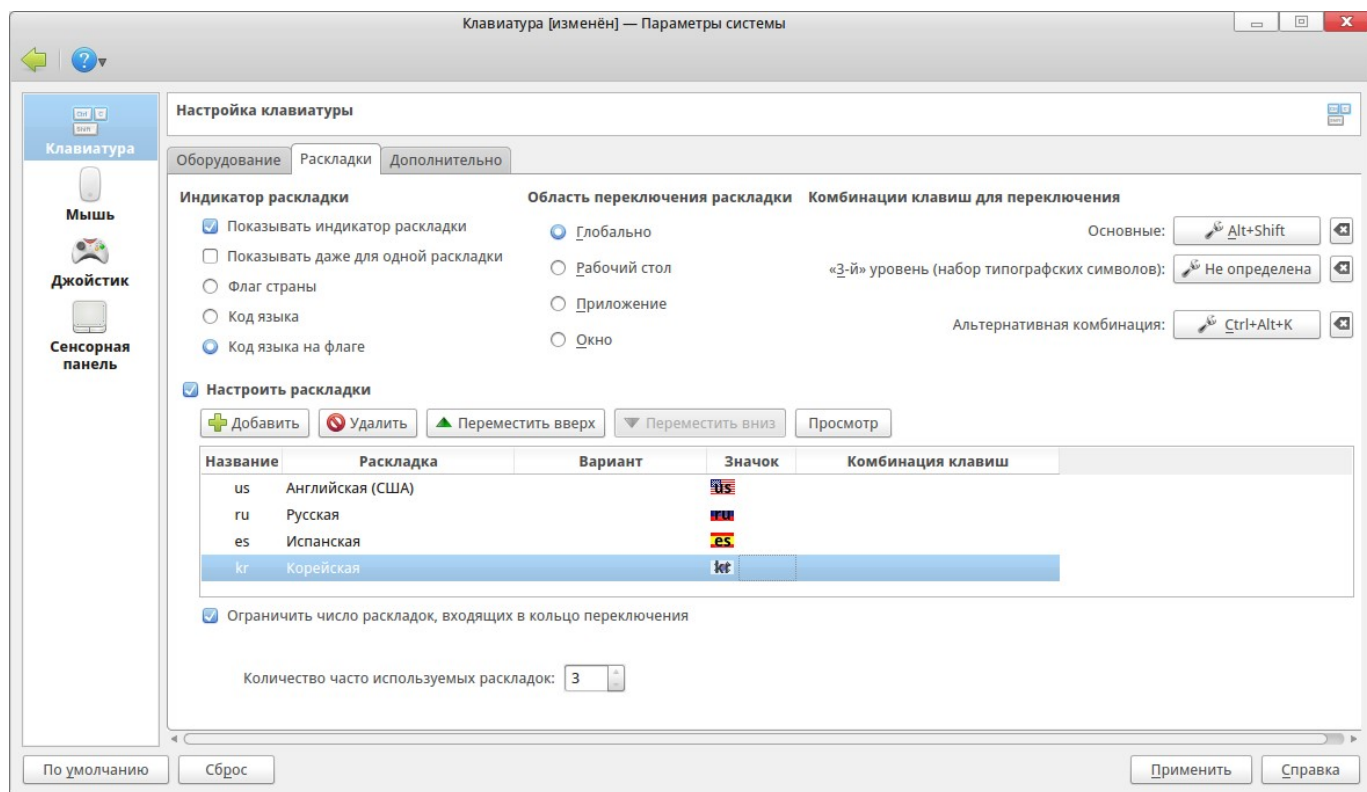 Клавиатура [изменён] — Параметры системы
Клавиатура
Мышь
Джойстик
Сенсорная
панель
Настройка клавиатуры
Оборудование Раскладки Дополнительно
Индикатор раскладки
Показывать индикатор раскладки
Показывать даже для одной раскладки
Флаг страны
Код языка
Код языка на флаге
Область переключения раскладки
Глобально
Рабочий стол
Приложение
Окно
Комбинации клавиш для переключения
Основные: Alt+Shift
«3-й» уровень (набор типографских символов): Не определена
Альтернативная комбинация: Ctrl+Alt+K
Настроить раскладки
Добавить Удалить Переместить вверх Переместить вниз Просмотр
Название Раскладка Вариант Значок Комбинация клавиш
us Английская (США) us
ru Русская ru
es Испанская es
kr Корейская kr
Ограничить число раскладок, входящих в кольцо переключения
Количество часто используемых раскладок: 3
По умолчанию Сброс Применить Справка